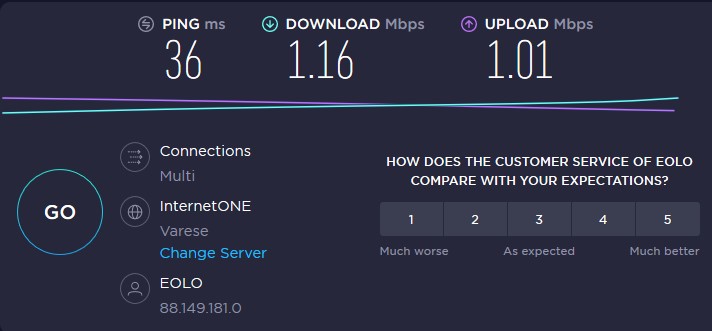 PING ms DOWNLOAD Mbps UPLOAD Mbps
36 1.16 1.01
Connections
Multi
InternetONE
Varese
Change Server
EOLO
88.149.181.0
GO
HOW DOES THE CUSTOMER SERVICE OF EOLO
COMPARE WITH YOUR EXPECTATIONS?
1 2 3 4 5
Much worse As expected Much better